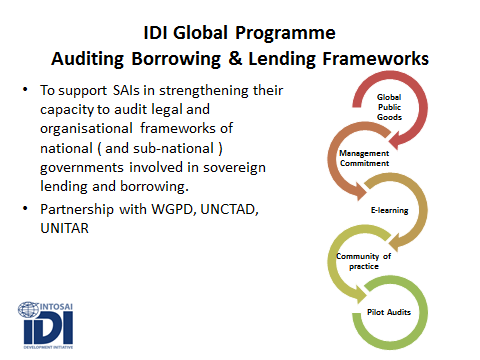 IDI Global Programme
Auditing Borrowing & Lending Frameworks
• To support SAIs in strengthening their
capacity to audit legal and
organisational frameworks of
national ( and sub-national )
governments involved in sovereign
lending and borrowing.
• Partnership with WGPD, UNCTAD,
UNITAR
Global
Public
Goods
Management
Commitment
E-learning
Community of
practice
Pilot Audits
INTOSAI
IDI
DEVELOPMENT INITIATIVE